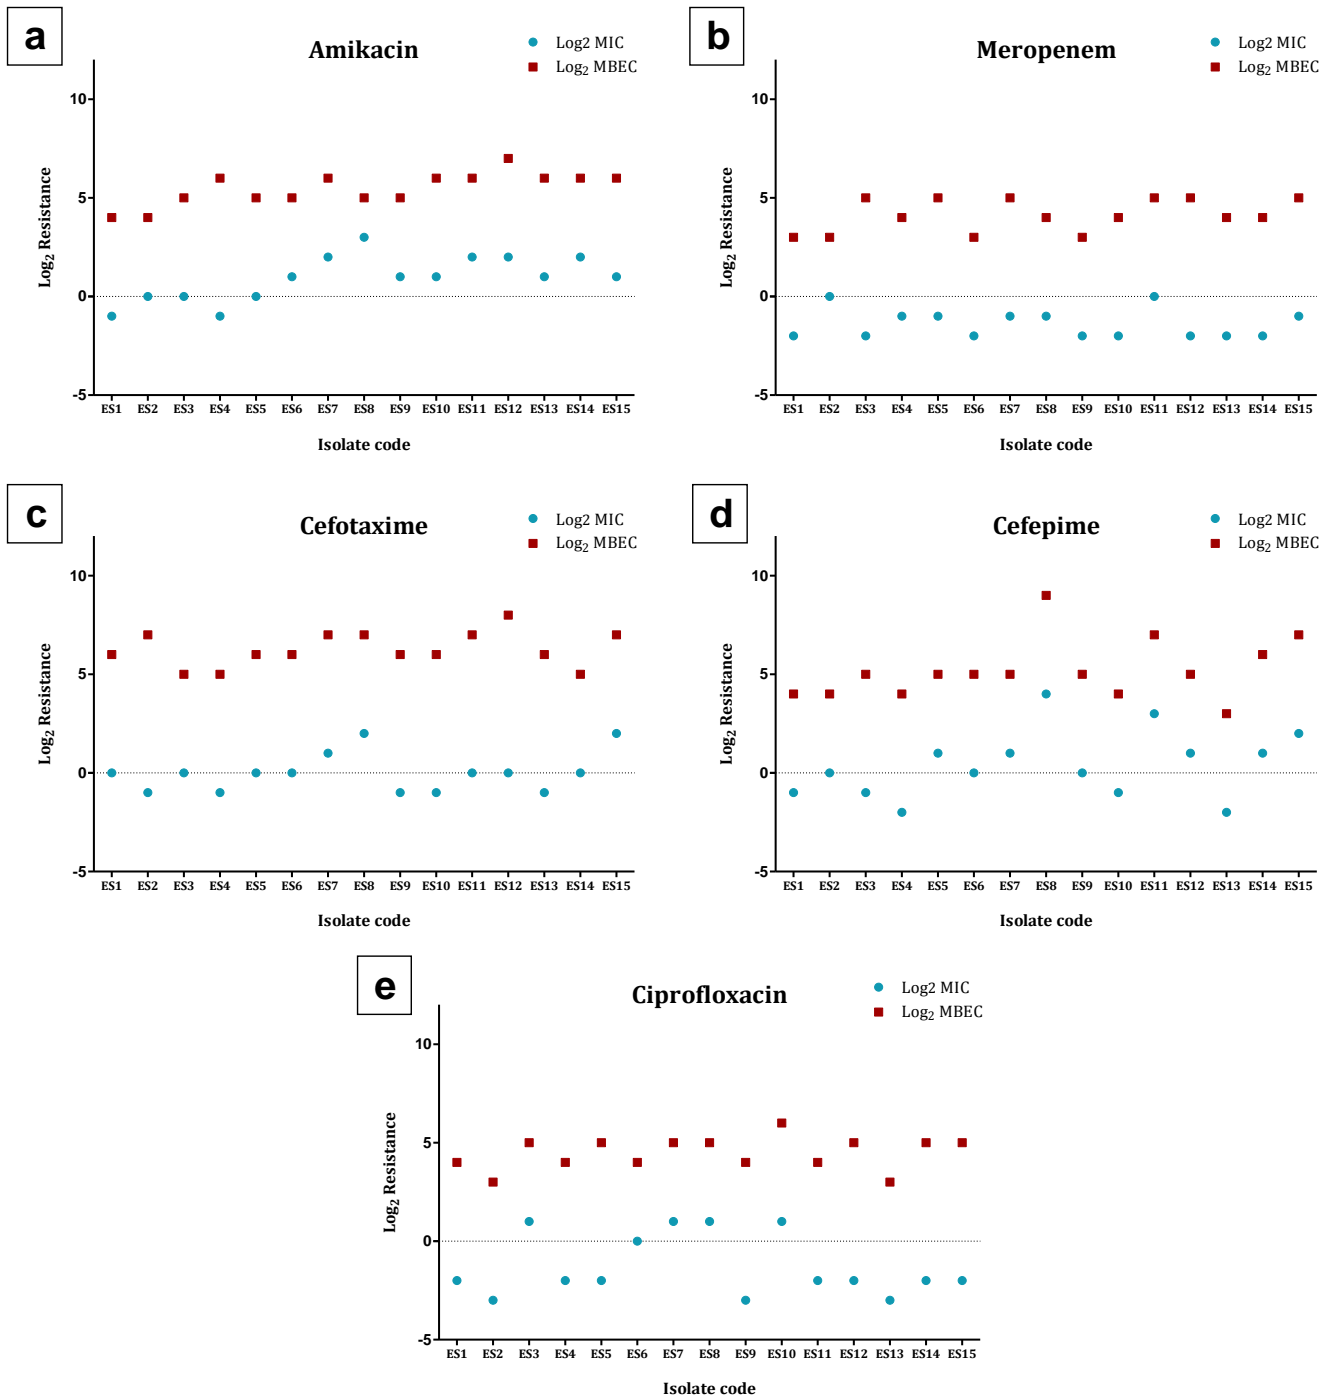 a
Amikacin
Log2 MIC
Log₂ MBEC
10
5
0
-5
Log₂ Resistance
ES1 ES2 ES3 ES4 ES5 ES6 ES7 ES8 ES9 ES10 ES11 ES12 ES13 ES14 ES15
Isolate code
b
Meropenem
Log2 MIC
Log₂ MBEC
10
5
0
-5
Log₂ Resistance
ES1 ES2 ES3 ES4 ES5 ES6 ES7 ES8 ES9 ES10 ES11 ES12 ES13 ES14 ES15
Isolate code
c
Cefotaxime
Log2 MIC
Log₂ MBEC
10
5
0
-5
Log₂ Resistance
ES1 ES2 ES3 ES4 ES5 ES6 ES7 ES8 ES9 ES10 ES11 ES12 ES13 ES14 ES15
Isolate code
d
Cefepime
Log2 MIC
Log₂ MBEC
10
5
0
-5
Log₂ Resistance
ES1 ES2 ES3 ES4 ES5 ES6 ES7 ES8 ES9 ES10 ES11 ES12 ES13 ES14 ES15
Isolate code
e
Ciprofloxacin
Log2 MIC
Log₂ MBEC
10
5
0
-5
Log₂ Resistance
ES1 ES2 ES3 ES4 ES5 ES6 ES7 ES8 ES9 ES10 ES11 ES12 ES13 ES14 ES15
Isolate code